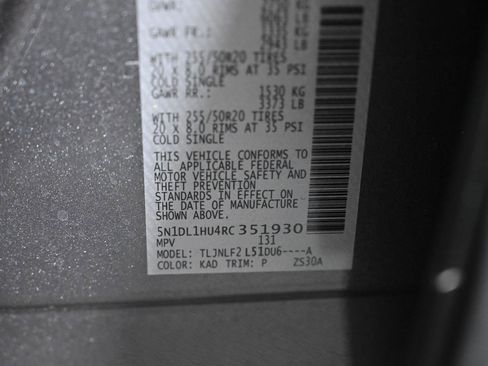 GAWR FR.:
WITH 255/50R20 TIRES
20 X 8.0 RIMS AT 35 PSI
COLD SINGLE
GAWR RR.: 1530 KG
3373 LB
WITH 255/50R20 TIRES
20 X 8.0 RIMS AT 35 PSI
COLD SINGLE
THIS VEHICLE CONFORMS TO
ALL APPLICABLE FEDERAL
MOTOR VEHICLE SAFETY AND
THEFT PREVENTION
STANDARDS IN EFFECT ON
THE DATE OF MANUFACTURE
SHOWN ABOVE.
5N1DL1HU4RC351930
MPV 131
MODEL: TLJNLF2 L51DU6----A
COLOR: KAD TRIM: P ZS30A